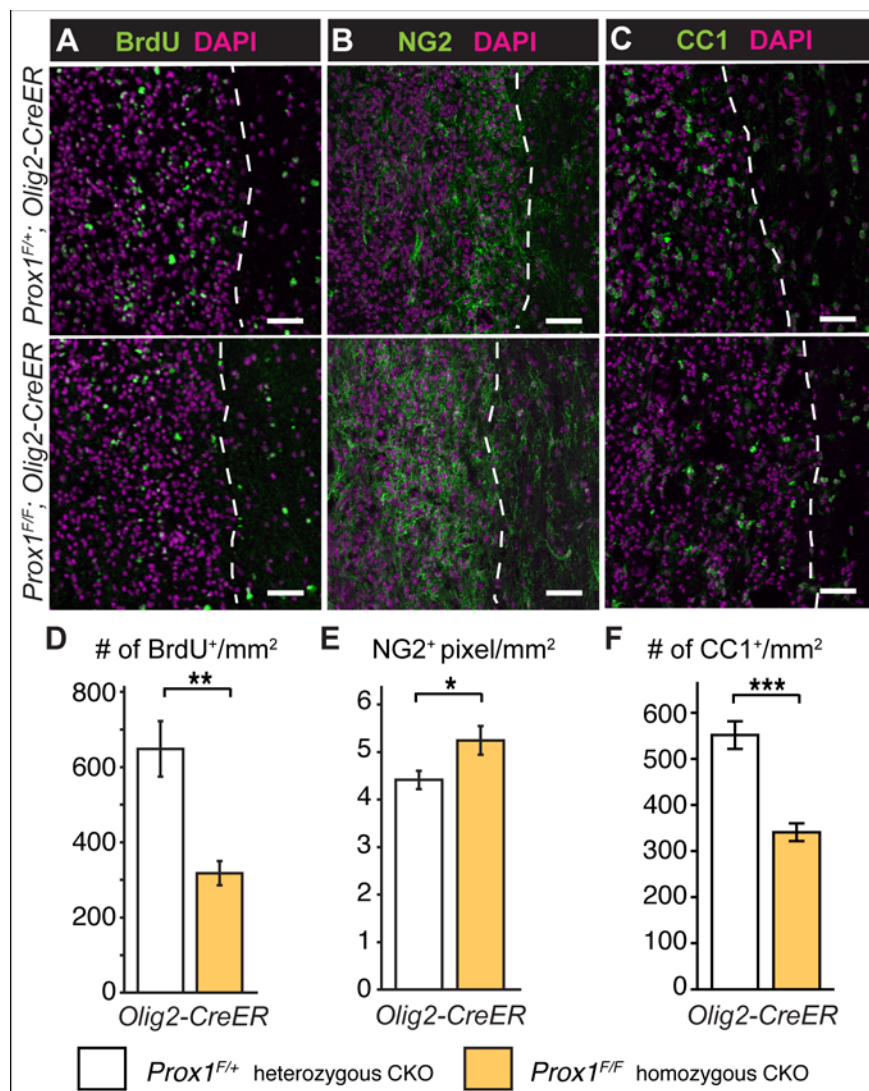 A BrdU DAPI
B NG2 DAPI
C CC1 DAPI
Prox1F/+; Olig2-CreER
Prox1F/F; Olig2-CreER
D # of BrdU+/mm2
**
800
600
400
200
0
Olig2-CreER
E NG2+ pixel/mm2
*
6
5
4
3
2
1
0
Olig2-CreER
F # of CC1+/mm2
***
600
500
400
300
200
100
0
Olig2-CreER
Prox1F/+ heterozygous CKO
Prox1F/F homozygous CKO